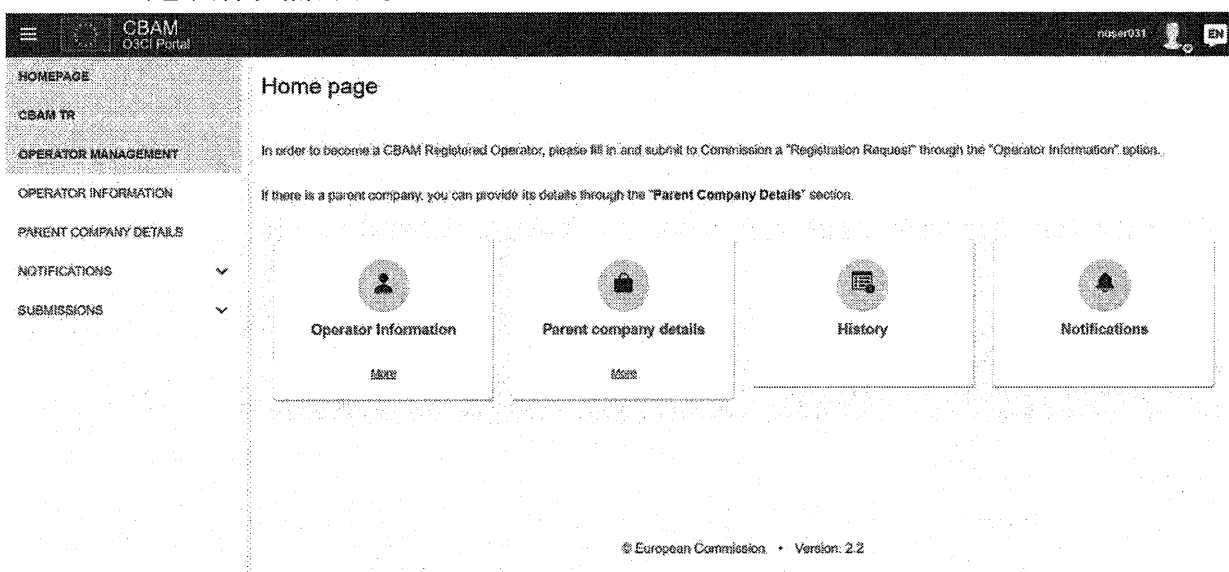 CBAM
O3CI Portal
nuser031
EN
HOMEPAGE
CBAM TR
OPERATOR MANAGEMENT
OPERATOR INFORMATION
PARENT COMPANY DETAILS
NOTIFICATIONS
SUBMISSIONS
Home page
In order to become a CBAM Registered Operator, please fill in and submit to Commission a "Registration Request" through the "Operator Information" option.
If there is a parent company, you can provide its details through the "Parent Company Details" section.
Operator Information
More
Parent company details
More
History
Notifications
© European Commission • Version: 2.2